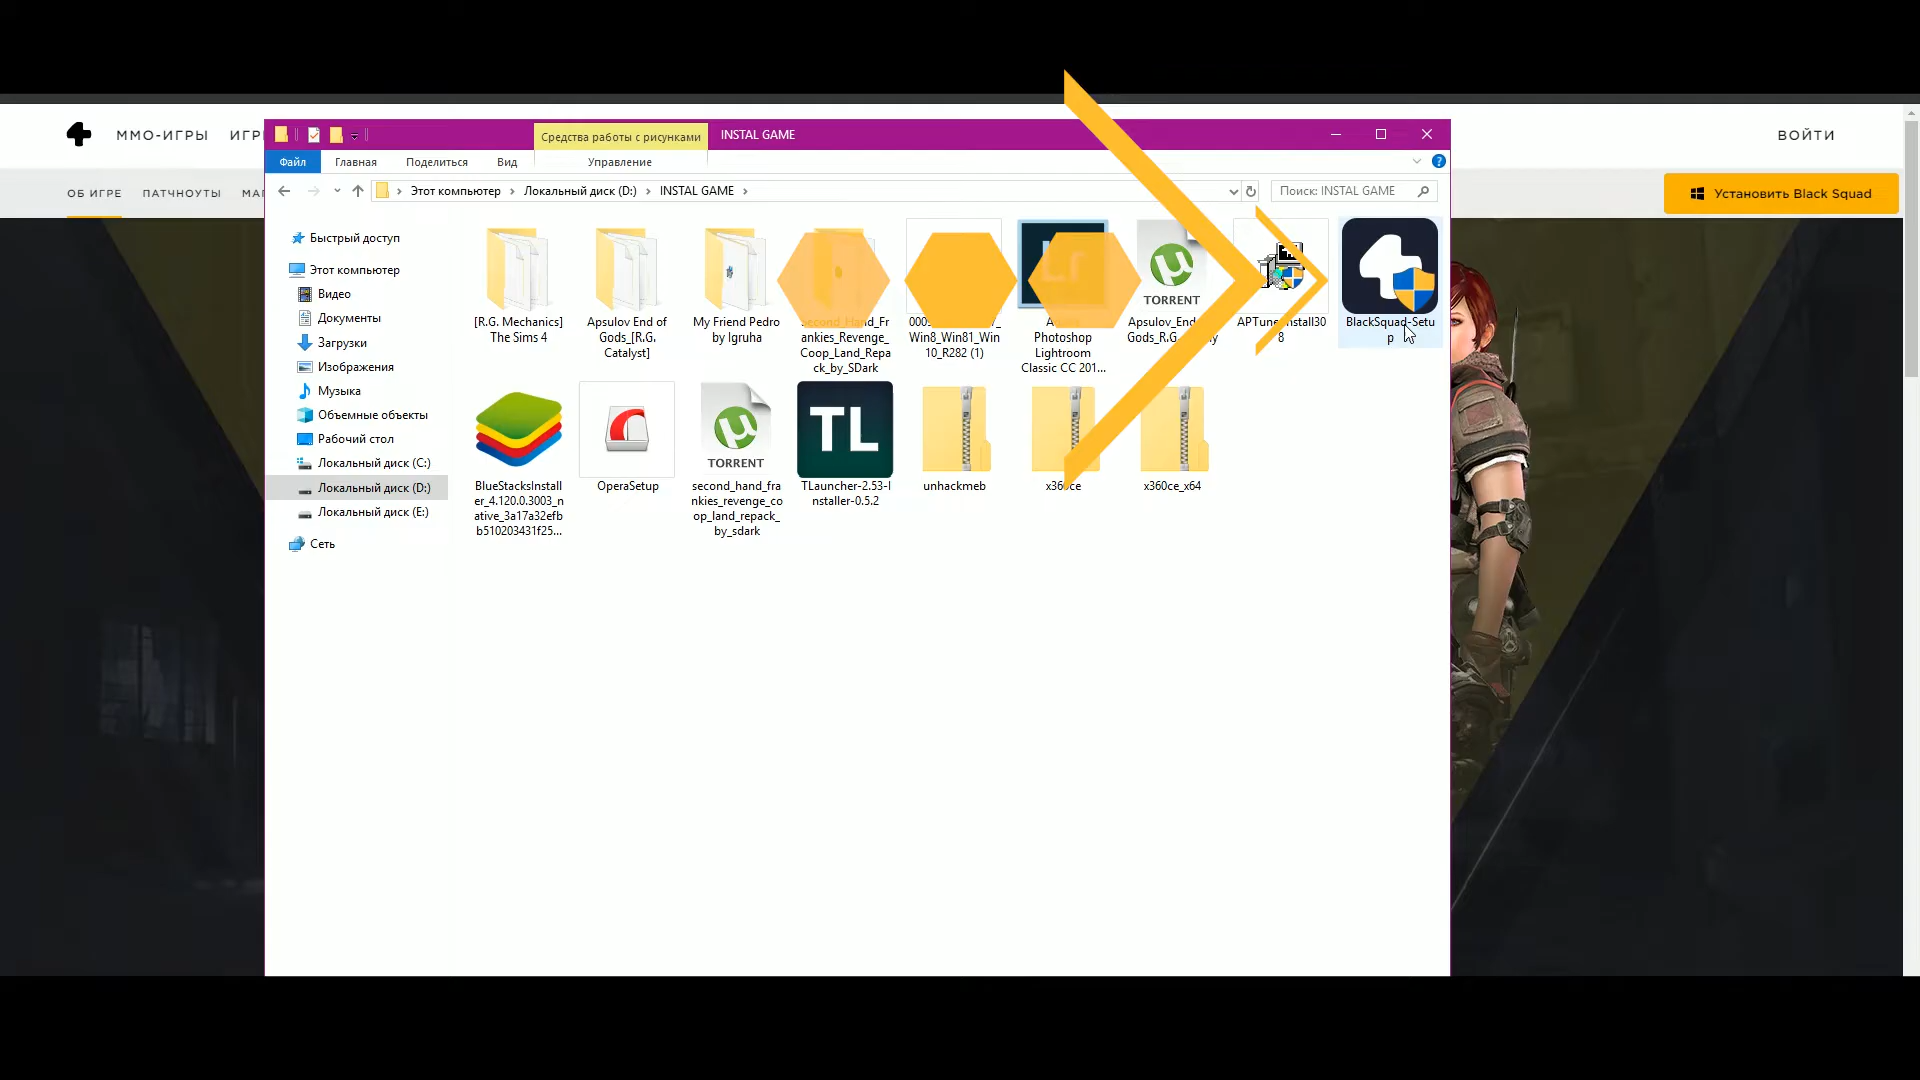 ММО-ИГРЫ
ВОЙТИ
ОБ ИГРЕ
ПАТЧНОУТЫ
Установить Black Squad
Средства работы с рисунками
INSTAL GAME
Файл
Главная
Поделиться
Вид
Управление
Этот компьютер
Локальный диск (D:)
INSTAL GAME
Поиск: INSTAL GAME
Быстрый доступ
Этот компьютер
Видео
Документы
Загрузки
Изображения
Музыка
Объемные объекты
Рабочий стол
Локальный диск (C:)
Локальный диск (D:)
Локальный диск (E:)
Сеть
[R.G. Mechanics]
The Sims 4
Apsulov End of
Gods_[R.G.
Catalyst]
My Friend Pedro
by Igruha
second_Hand_Fr
ankies_Revenge_
Coop_Land_Repa
ck_by_SDark
Win8_Win81_Win
10_R282 (1)
Photoshop
Lightroom
Classic CC 201...
TORRENT
Apsulov_End
BlackSquad-Setu
p
BlueStacksInstall
er_4.120.0.3003_n
ative_3a17a32efb
b510203431f25...
OperaSetup
TORRENT
second_hand_fra
nkies_revenge_co
op_land_repack_
by_sdark
TL
TLauncher-2.53-I
nstaller-0.5.2
unhackmeb
x360ce
x360ce_x64